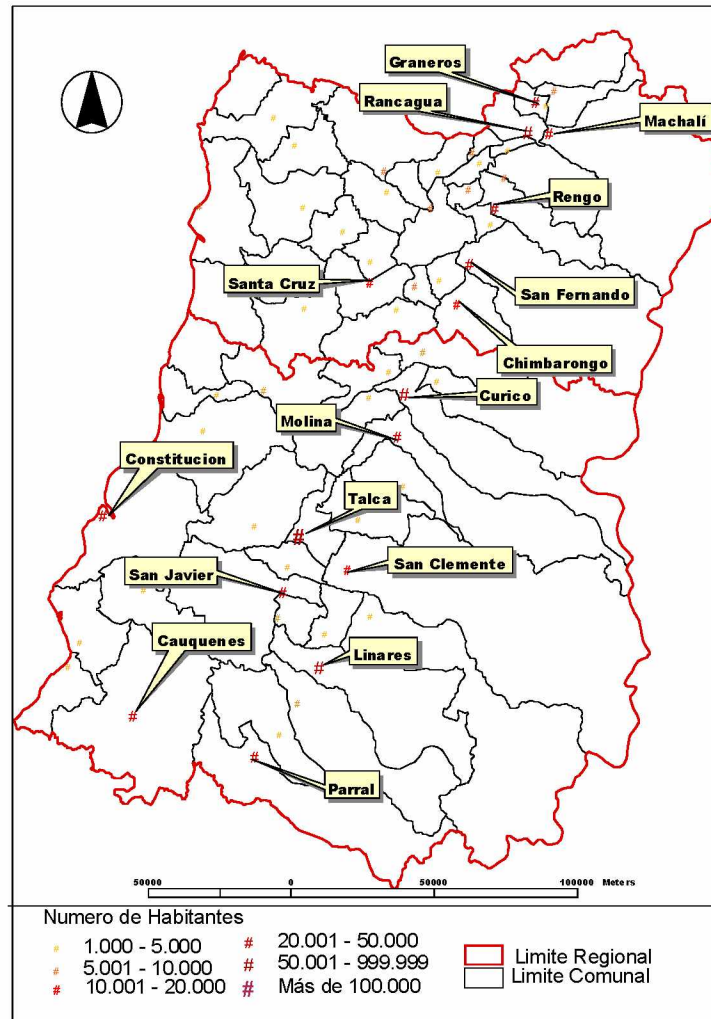 Graneros
Rancagua
Machalí
Rengo
Santa Cruz
San Fernando
Chimbarongo
Curico
Molina
Constitucion
Talca
San Clemente
San Javier
Cauquenes
Linares
Parral
50000 0 50000 100000 Meters
Numero de Habitantes
# 1.000 - 5.000
# 5.001 - 10.000
# 10.001 - 20.000
# 20.001 - 50.000
# 50.001 - 999.999
# Más de 100.000
Limite Regional
Limite Comunal